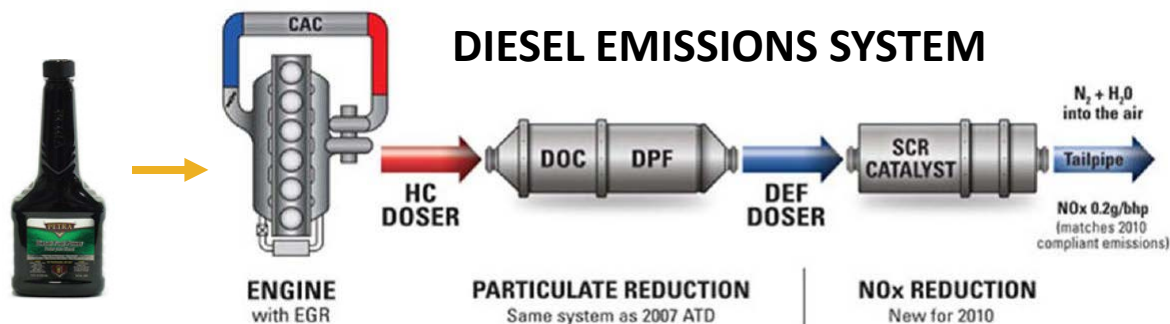 DIESEL EMISSIONS SYSTEM
CAC
PETRA
HC
DOSER
DOC
DPF
DEF
DOSER
SCR
CATALYST
N₂ + H₂0
into the air
Tailpipe
NOx 0.2g/bhp
(matches 2010
compliant emissions)
ENGINE
with EGR
PARTICULATE REDUCTION
Same system as 2007 ATD
NOx REDUCTION
New for 2010